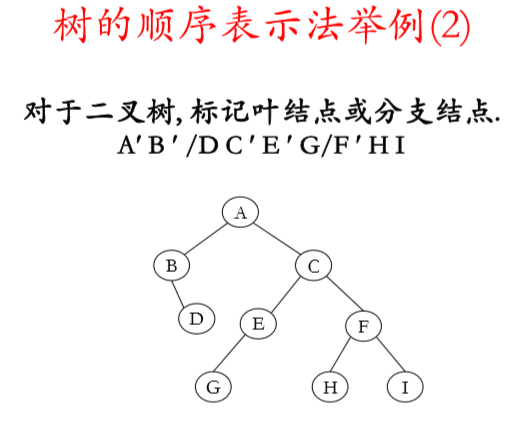 树的顺序表示法举例(2)
对于二叉树,标记叶结点或分支结点.
A′B′/DC′E′G/F′HI
A
B
C
D
E
F
G
H
I